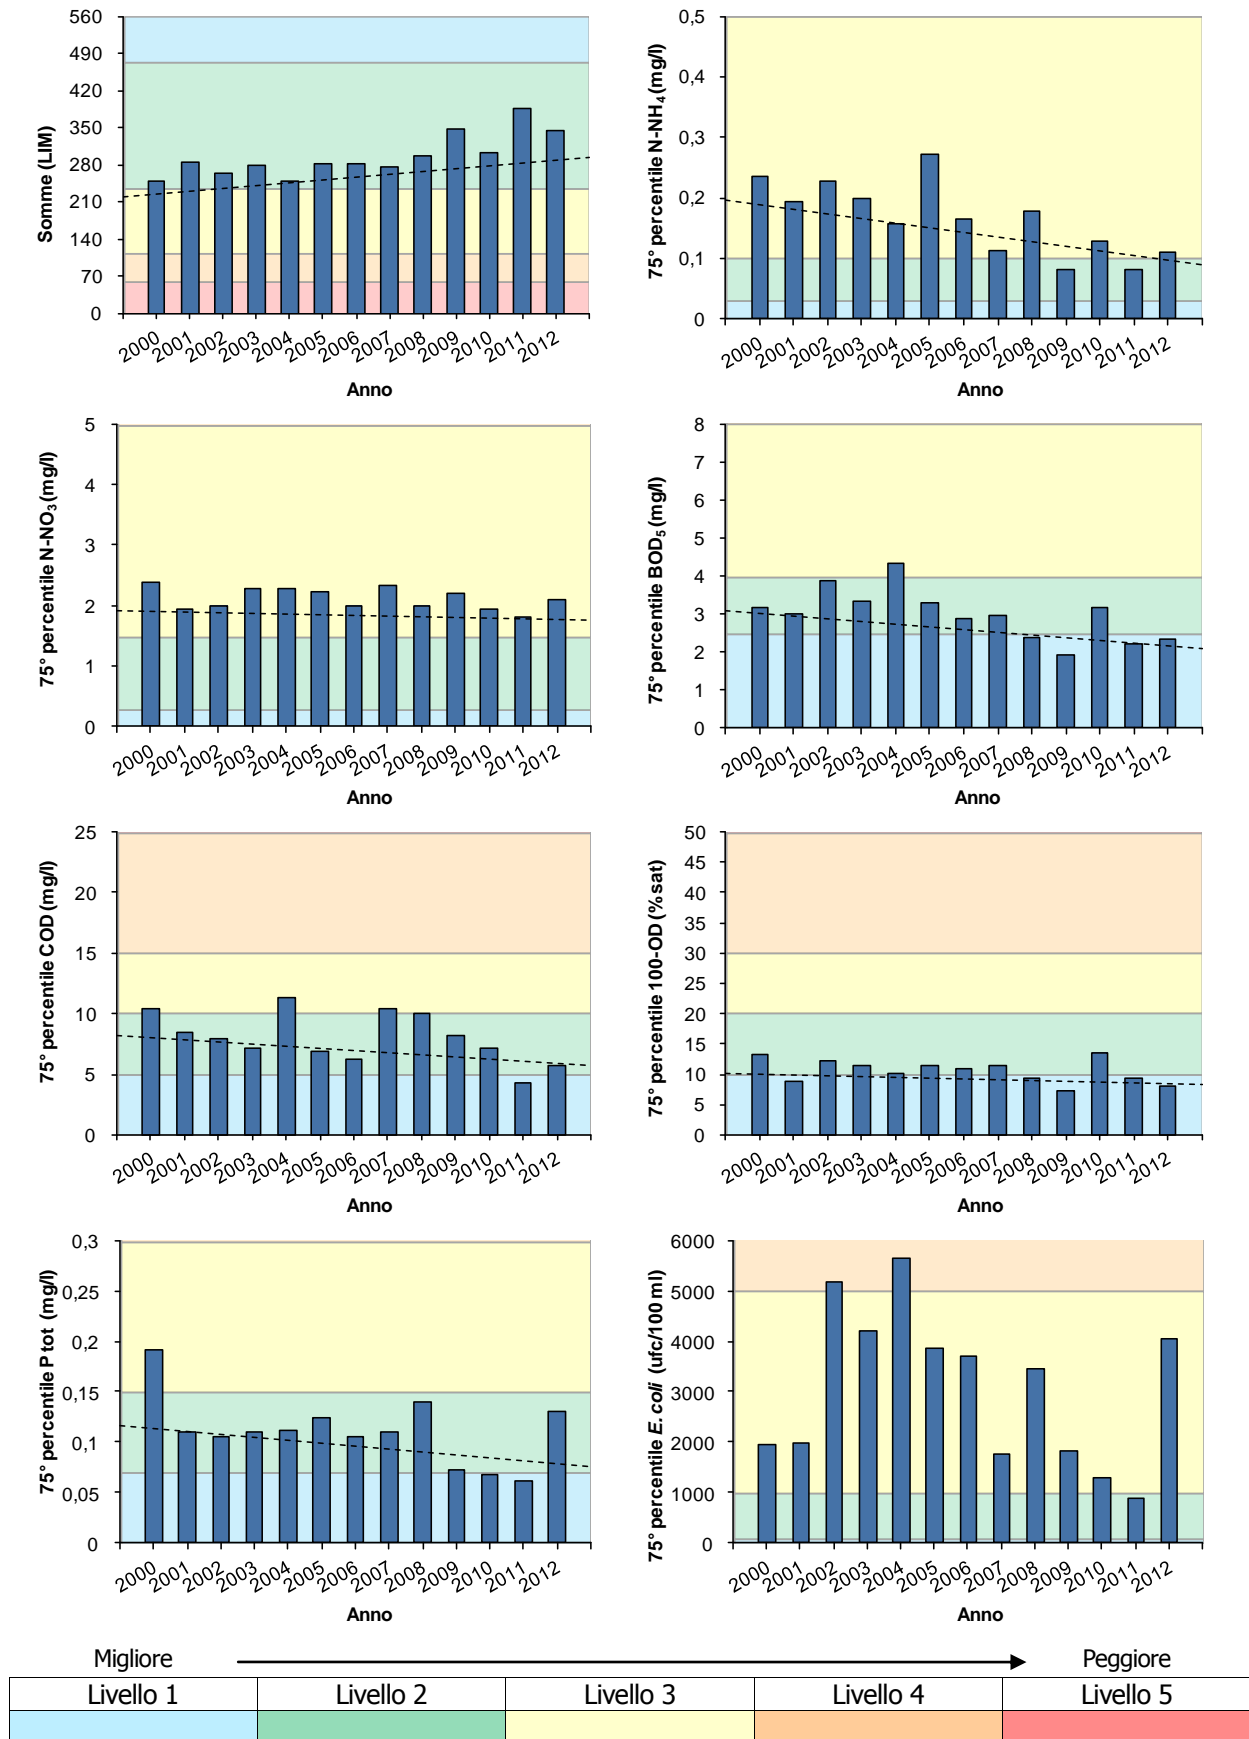 Somme (LIM)
560
490
420
350
280
210
140
70
0
2000 2001 2002 2003 2004 2005 2006 2007 2008 2009 2010 2011 2012
Anno
75° percentile N-NH4 (mg/l)
0,5
0,4
0,3
0,2
0,1
0
2000 2001 2002 2003 2004 2005 2006 2007 2008 2009 2010 2011 2012
Anno
75° percentile N-NO3 (mg/l)
5
4
3
2
1
0
2000 2001 2002 2003 2004 2005 2006 2007 2008 2009 2010 2011 2012
Anno
75° percentile BOD5 (mg/l)
8
7
6
5
4
3
2
1
0
2000 2001 2002 2003 2004 2005 2006 2007 2008 2009 2010 2011 2012
Anno
75° percentile COD (mg/l)
25
20
15
10
5
0
2000 2001 2002 2003 2004 2005 2006 2007 2008 2009 2010 2011 2012
Anno
75° percentile 100-OD (% sat)
50
45
40
35
30
25
20
15
10
5
0
2000 2001 2002 2003 2004 2005 2006 2007 2008 2009 2010 2011 2012
Anno
75° percentile P tot (mg/l)
0,3
0,25
0,2
0,15
0,1
0,05
0
2000 2001 2002 2003 2004 2005 2006 2007 2008 2009 2010 2011 2012
Anno
75° percentile E. coli (ufc/100 ml)
6000
5000
4000
3000
2000
1000
0
2000 2001 2002 2003 2004 2005 2006 2007 2008 2009 2010 2011 2012
Anno
Migliore Peggiore
Livello 1 Livello 2 Livello 3 Livello 4 Livello 5